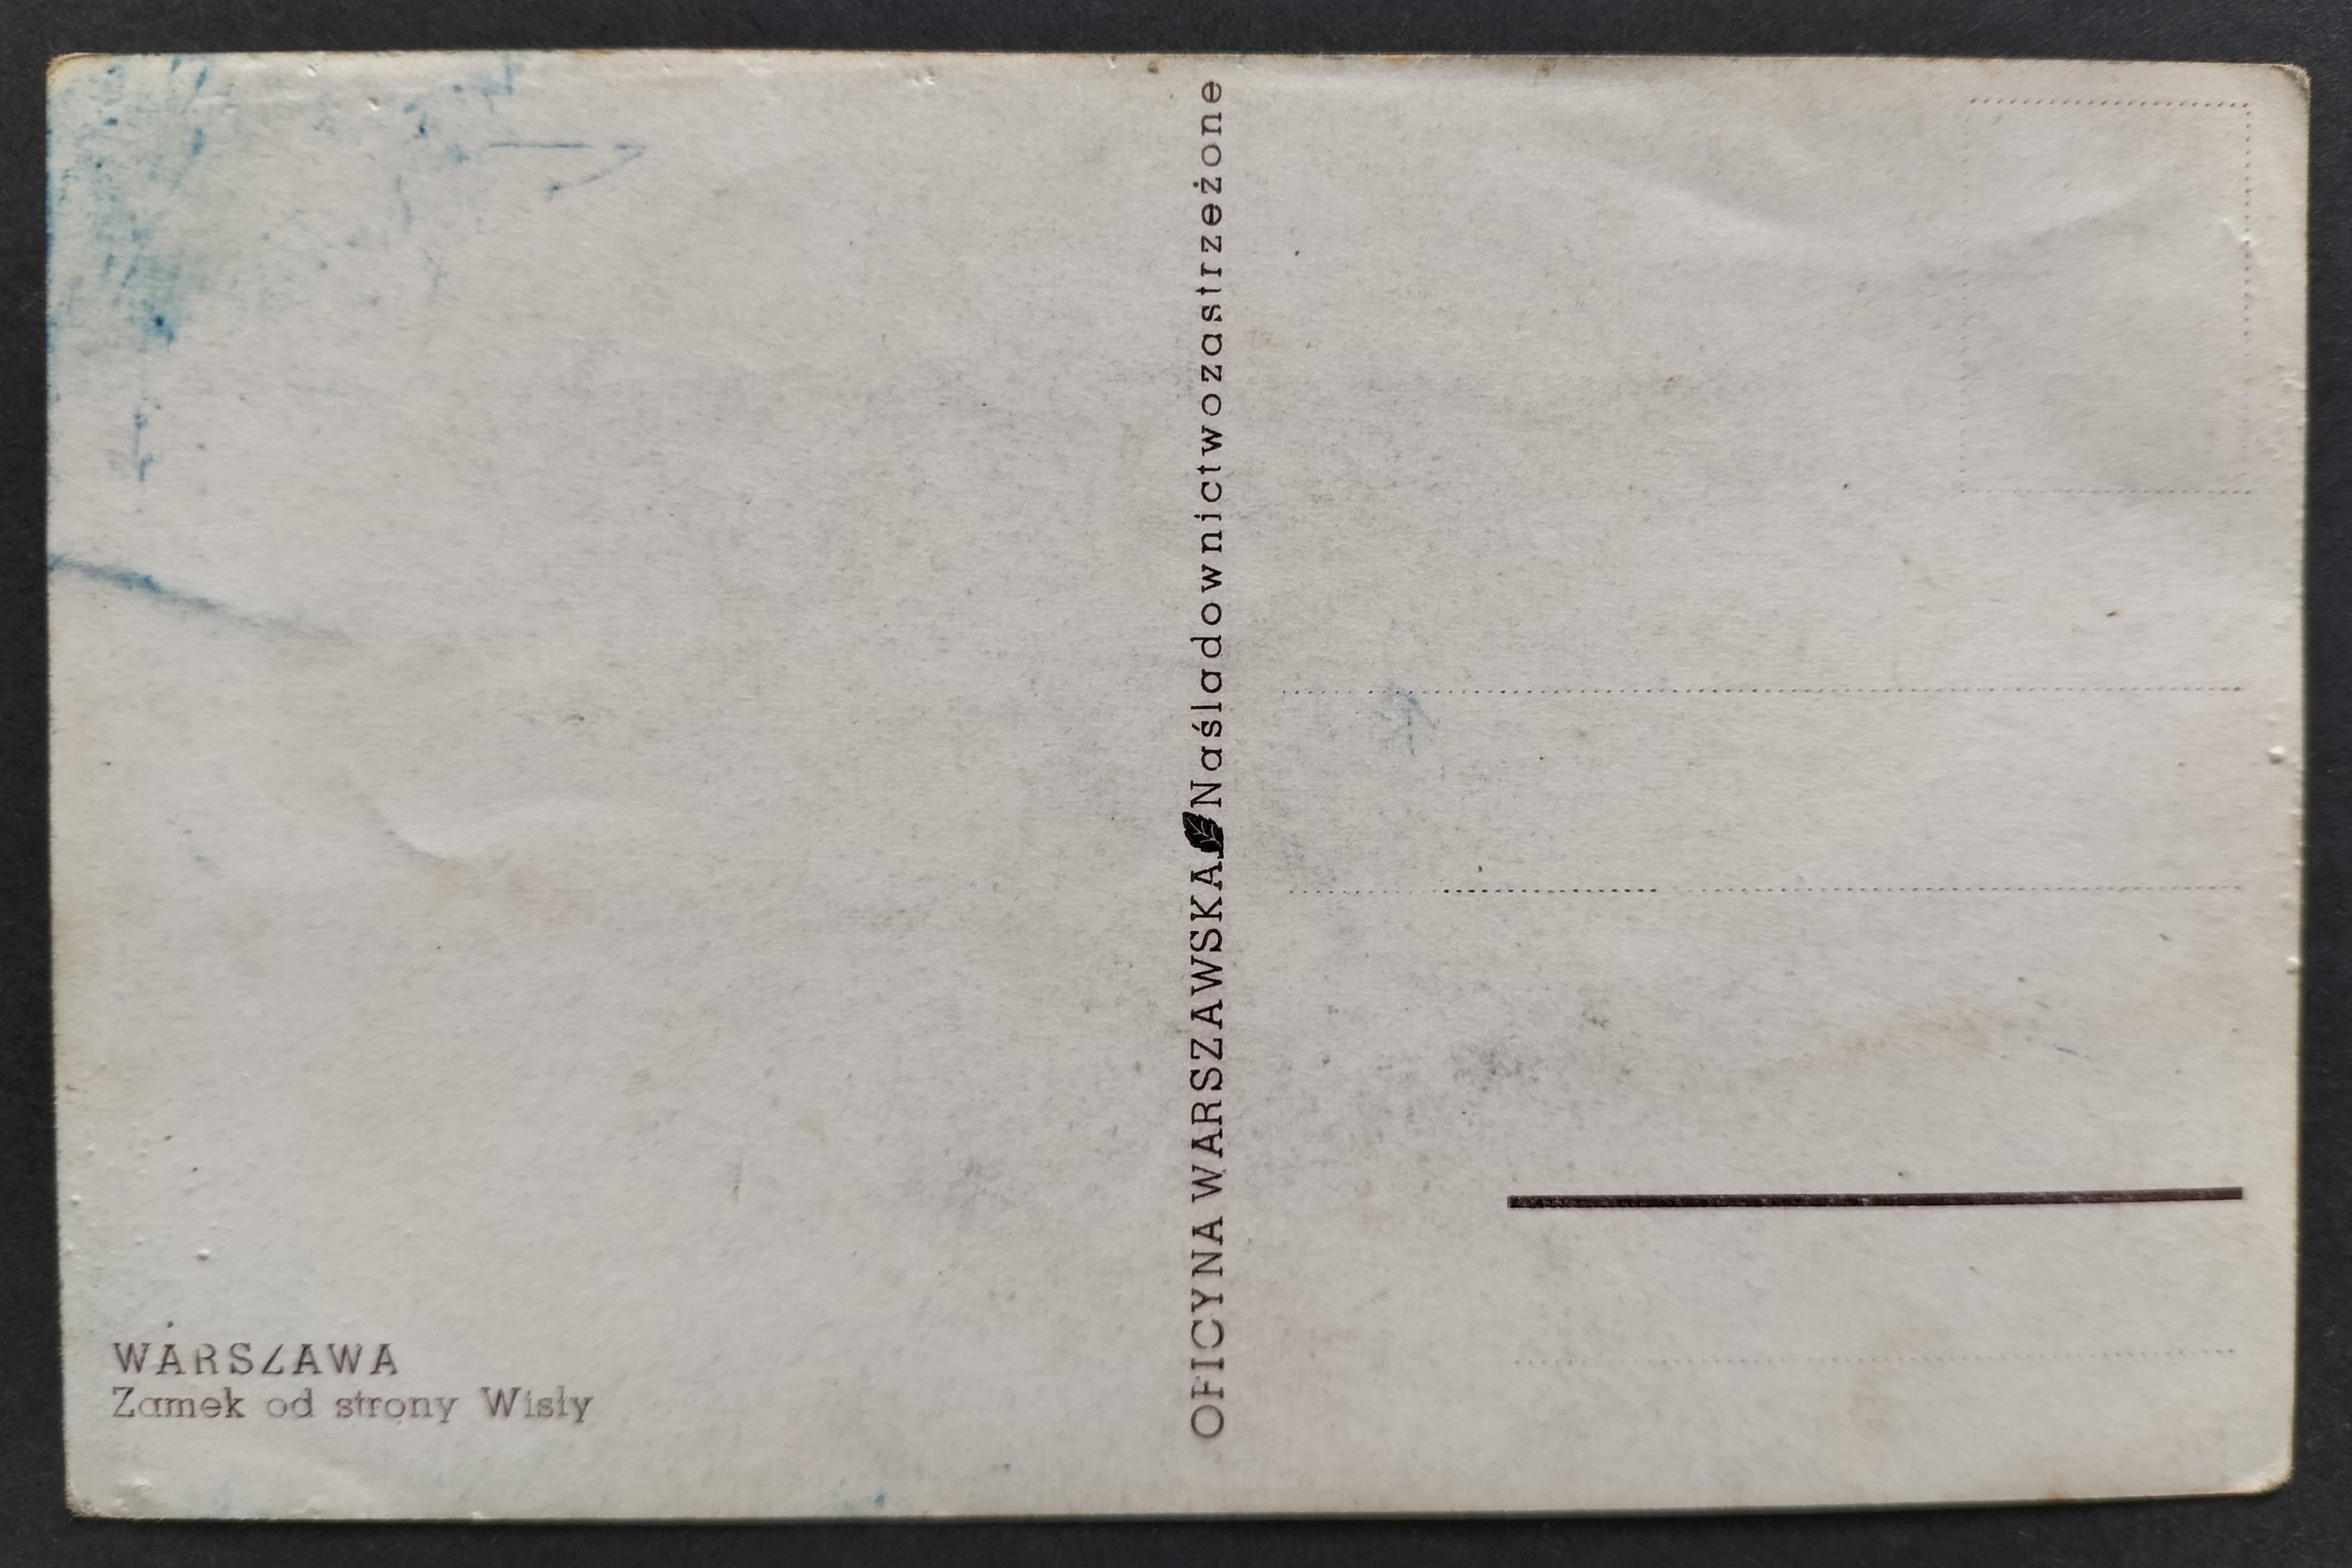 OFICYNA WARSZAWSKA Naśladownictwo zastrzeżone
WARSZAWA
Zamek od strony Wisły